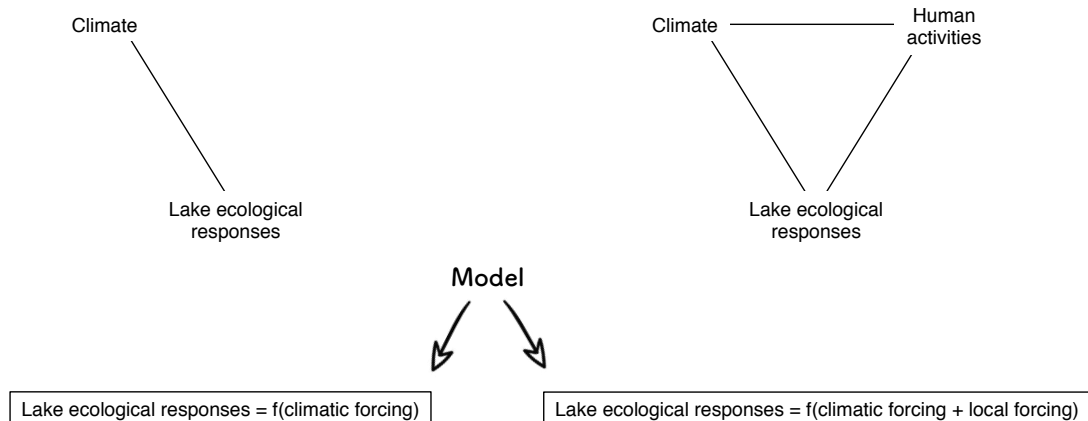 Climate
Lake ecological
responses
Climate
Human
activities
Lake ecological
responses
Model
Lake ecological responses = f(climatic forcing)
Lake ecological responses = f(climatic forcing + local forcing)